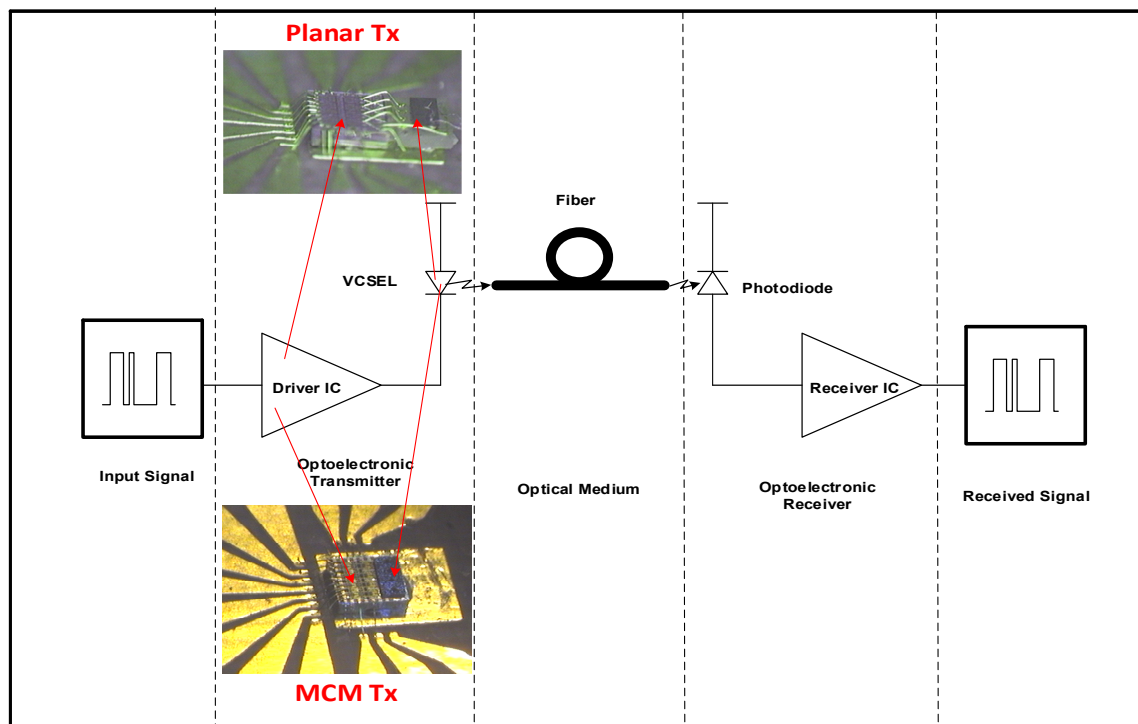 Planar Tx
Fiber
VCSEL
Photodiode
Driver IC
Receiver IC
Input Signal
Optoelectronic
Transmitter
Optical Medium
Optoelectronic
Receiver
Received Signal
MCM Tx